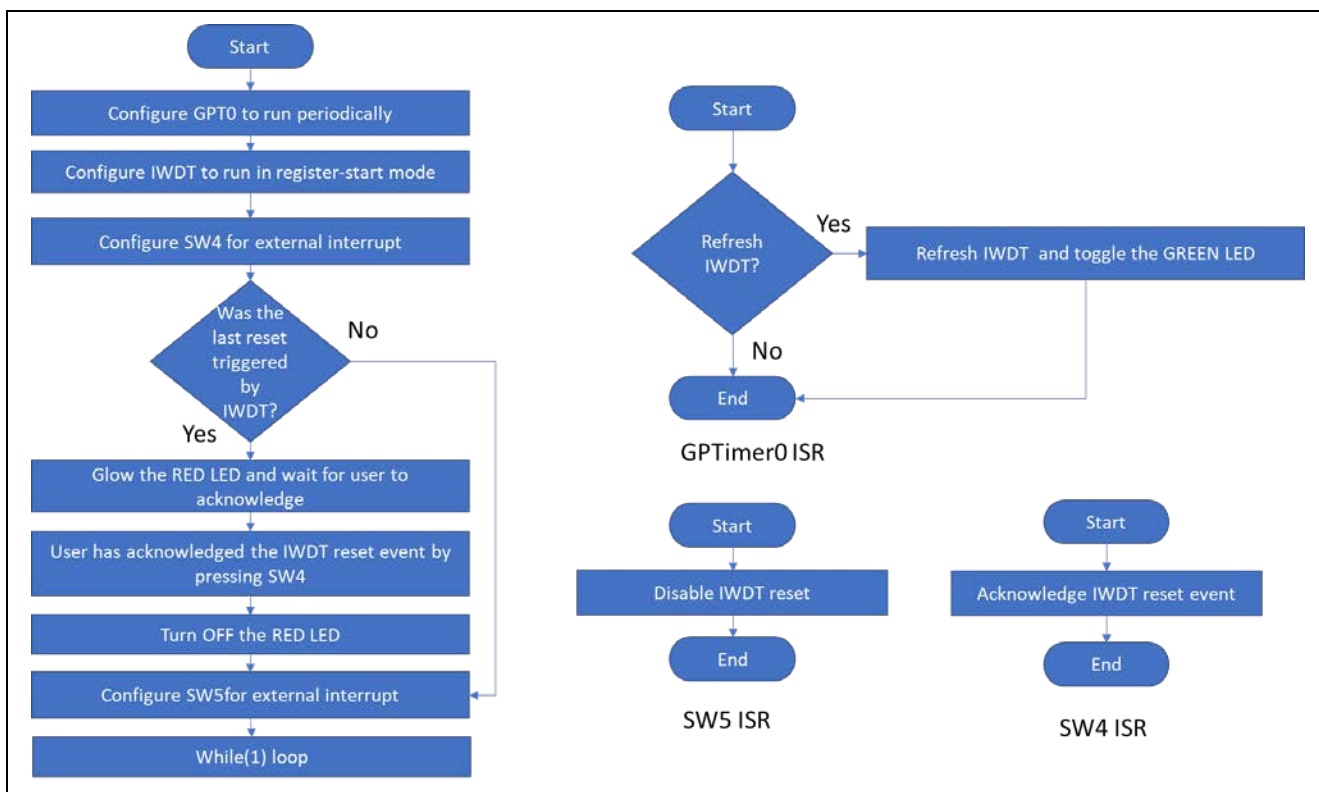 Start
Configure GPT0 to run periodically
Configure IWDT to run in register-start mode
Configure SW4 for external interrupt
Was the
last reset
triggered
by
IWDT?
No
Yes
Glow the RED LED and wait for user to
acknowledge
User has acknowledged the IWDT reset event by
pressing SW4
Turn OFF the RED LED
Configure SW5for external interrupt
While(1) loop
Start
Refresh
IWDT?
Yes
Refresh IWDT and toggle the GREEN LED
No
End
GPTimer0 ISR
Start
Disable IWDT reset
End
SW5 ISR
Start
Acknowledge IWDT reset event
End
SW4 ISR